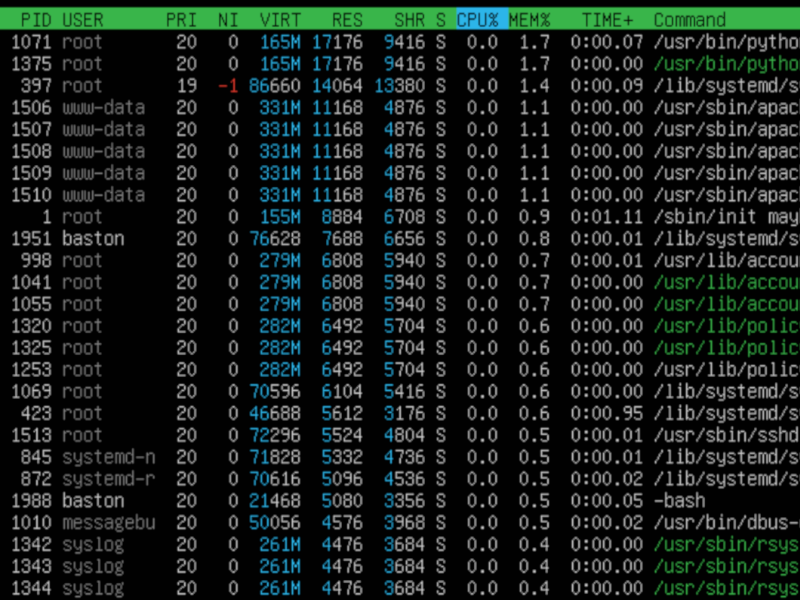 PID USER PRI NI VIRT RES SHR S CPU% MEM% TIME+ Command
1071 root 20 0 165M 17176 9416 S 0.0 1.7 0:00.07 /usr/bin/pytho
1375 root 20 0 165M 17176 9416 S 0.0 1.7 0:00.00 /usr/bin/pytho
397 root 19 -1 86660 14064 13380 S 0.0 1.4 0:00.09 /lib/systemd/s
1506 www-data 20 0 331M 11168 4876 S 0.0 1.1 0:00.00 /usr/sbin/apac
1507 www-data 20 0 331M 11168 4876 S 0.0 1.1 0:00.00 /usr/sbin/apac
1508 www-data 20 0 331M 11168 4876 S 0.0 1.1 0:00.00 /usr/sbin/apac
1509 www-data 20 0 331M 11168 4876 S 0.0 1.1 0:00.00 /usr/sbin/apac
1510 www-data 20 0 331M 11168 4876 S 0.0 1.1 0:00.00 /usr/sbin/apac
1 root 20 0 155M 8884 6708 S 0.0 0.9 0:01.11 /sbin/init may
1951 baston 20 0 76628 7688 6656 S 0.0 0.8 0:00.01 /lib/systemd/s
998 root 20 0 279M 6808 5940 S 0.0 0.7 0:00.01 /usr/lib/accou
1041 root 20 0 279M 6808 5940 S 0.0 0.7 0:00.00 /usr/lib/accou
1055 root 20 0 279M 6808 5940 S 0.0 0.7 0:00.00 /usr/lib/accou
1320 root 20 0 282M 6492 5704 S 0.0 0.6 0:00.00 /usr/lib/polic
1325 root 20 0 282M 6492 5704 S 0.0 0.6 0:00.00 /usr/lib/polic
1253 root 20 0 282M 6492 5704 S 0.0 0.6 0:00.00 /usr/lib/polic
1069 root 20 0 70596 6104 5416 S 0.0 0.6 0:00.01 /lib/systemd/s
423 root 20 0 46688 5612 3176 S 0.0 0.6 0:00.95 /lib/systemd/s
1513 root 20 0 72296 5524 4804 S 0.0 0.5 0:00.01 /usr/sbin/sshd
845 systemd-n 20 0 71828 5332 4736 S 0.0 0.5 0:00.01 /lib/systemd/s
872 systemd-r 20 0 70616 5096 4536 S 0.0 0.5 0:00.02 /lib/systemd/s
1988 baston 20 0 21468 5080 3356 S 0.0 0.5 0:00.05 -bash
1010 messagebu 20 0 50056 4576 3968 S 0.0 0.5 0:00.02 /usr/bin/dbus-
1342 syslog 20 0 261M 4476 3684 S 0.0 0.4 0:00.00 /usr/sbin/rsys
1343 syslog 20 0 261M 4476 3684 S 0.0 0.4 0:00.00 /usr/sbin/rsys
1344 syslog 20 0 261M 4476 3684 S 0.0 0.4 0:00.00 /usr/sbin/rsys